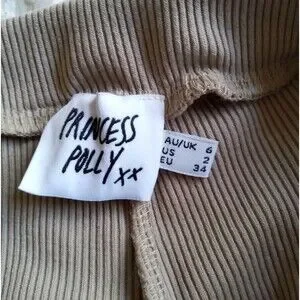 PRINCESS
POLLY xx
AU/UK 6
US 2
EU 34